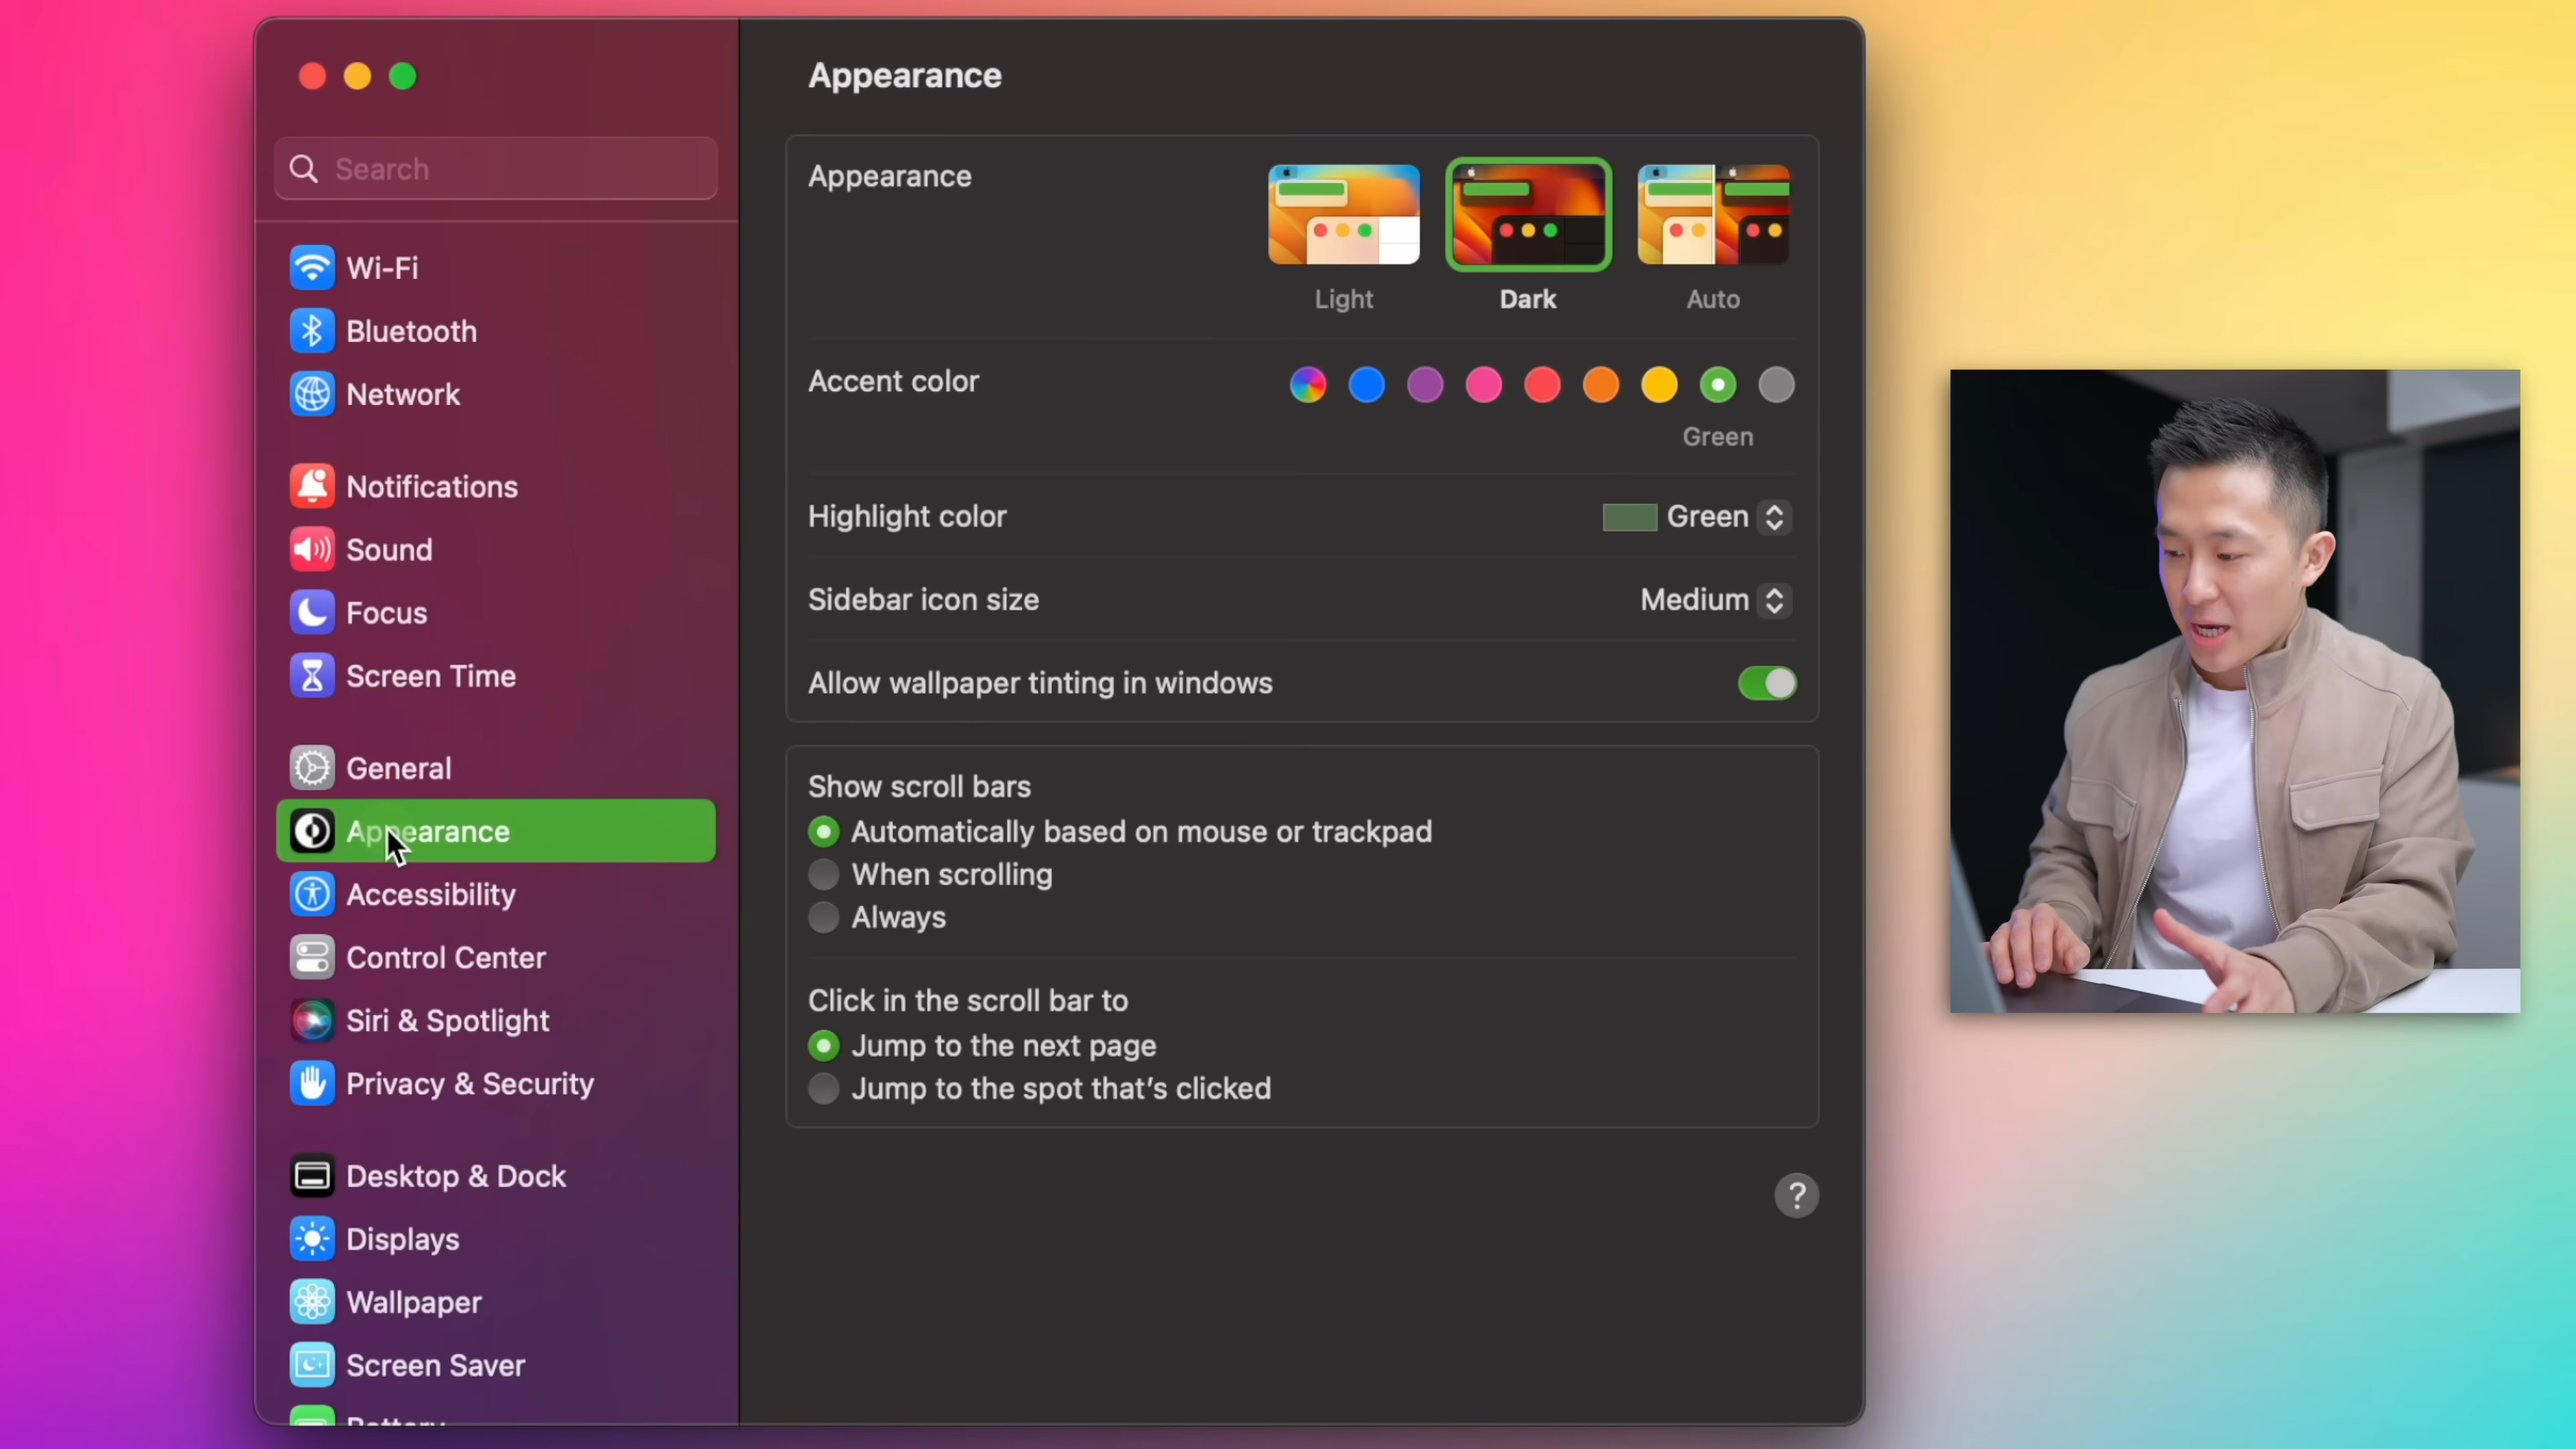 Search
Wi-Fi
Bluetooth
Network
Notifications
Sound
Focus
Screen Time
General
Appearance
Accessibility
Control Center
Siri & Spotlight
Privacy & Security
Desktop & Dock
Displays
Wallpaper
Screen Saver
Battery
Appearance
Appearance
Light
Dark
Auto
Accent color
Green
Highlight color
Green
Sidebar icon size
Medium
Allow wallpaper tinting in windows
Show scroll bars
Automatically based on mouse or trackpad
When scrolling
Always
Click in the scroll bar to
Jump to the next page
Jump to the spot that’s clicked
?